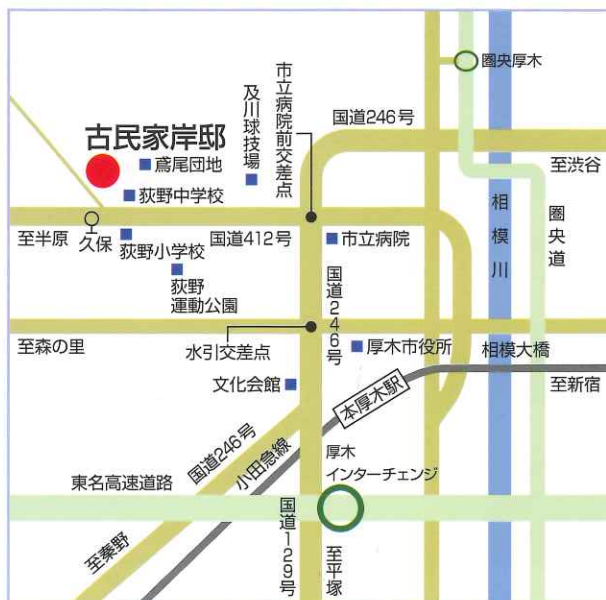 圏央厚木
国道246号
至渋谷
市立病院前交差点
及川球技場
古民家岸邸
鳶尾団地
荻野中学校
久保
至半原
国道412号
荻野小学校
荻野
運動公園
市立病院
相模川
圏央道
国道246号
至森の里
水引交差点
厚木市役所
相模大橋
文化会館
本厚木駅
至新宿
国道246号
小田急線
厚木
インターチェンジ
東名高速道路
国道129号
至秦野
至平塚